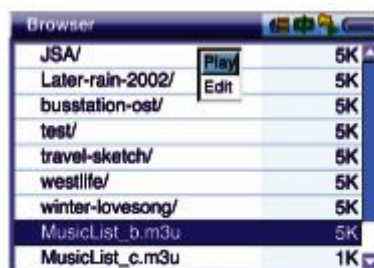 Browser
JSA/ 5K
Play
Later-rain-2002/ 5K
Edit
busstation-ost/ 5K
test/ 5K
travel-sketch/ 5K
westlife/ 5K
winter-lovesong/ 5K
MusicList_b.m3u 5K
MusicList_c.m3u 1K